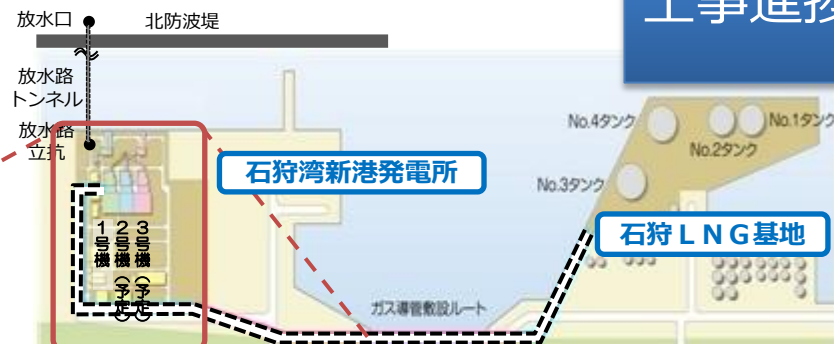 工事進捗
放水口
北防波堤
放水路
トンネル
放水路
立抗
石狩湾新港発電所
1号機
2号機(予定)
3号機(予定)
No.4タンク
No.1タンク
No.2タンク
No.3タンク
石狩LNG基地
ガス導管敷設ルート